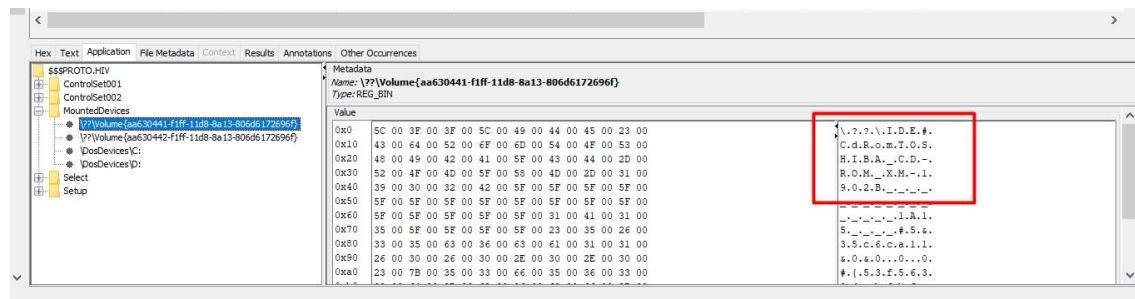 Hex Text Application File Metadata Context Results Annotations Other Occurrences
$$$PROTO.HIV
ControlSet001
ControlSet002
MountedDevices
\??\Volume{aa630441-f1ff-11d8-8a13-806d6172696f}
\??\Volume{aa630442-f1ff-11d8-8a13-806d6172696f}
\DosDevices\C:
\DosDevices\D:
Select
Setup
Metadata
Name: \??\Volume{aa630441-f1ff-11d8-8a13-806d6172696f}
Type: REG_BIN
Value
0x0 5C 00 3F 00 3F 00 5C 00 49 00 44 00 45 00 23 00 \.?.?.\.I.D.E.#.
0x10 43 00 64 00 52 00 6F 00 6D 00 54 00 4F 00 53 00 C.d.R.o.m.T.O.S.
0x20 48 00 49 00 42 00 41 00 5F 00 43 00 44 00 2D 00 H.I.B.A._.C.D.-.
0x30 52 00 4F 00 4D 00 5F 00 58 00 4D 00 2D 00 31 00 R.O.M._.X.M.-.1.
0x40 39 00 30 00 32 00 42 00 5F 00 5F 00 5F 00 5F 00 9.0.2.B._._._._.
0x50 5F 00 5F 00 5F 00 5F 00 5F 00 5F 00 5F 00 5F 00 _._._._._._._._.
0x60 5F 00 5F 00 5F 00 5F 00 5F 00 31 00 41 00 31 00 _._._._._.1.A.1.
0x70 35 00 5F 00 5F 00 5F 00 5F 00 23 00 35 00 26 00 5._._._._.#.5.&.
0x80 33 00 35 00 63 00 36 00 63 00 61 00 31 00 31 00 3.5.c.6.c.a.1.1.
0x90 26 00 30 00 26 00 30 00 2E 00 30 00 2E 00 30 00 &.0.&.0...0...0.
0xa0 23 00 7B 00 35 00 33 00 66 00 35 00 36 00 33 00 #.{.5.3.f.5.6.3.